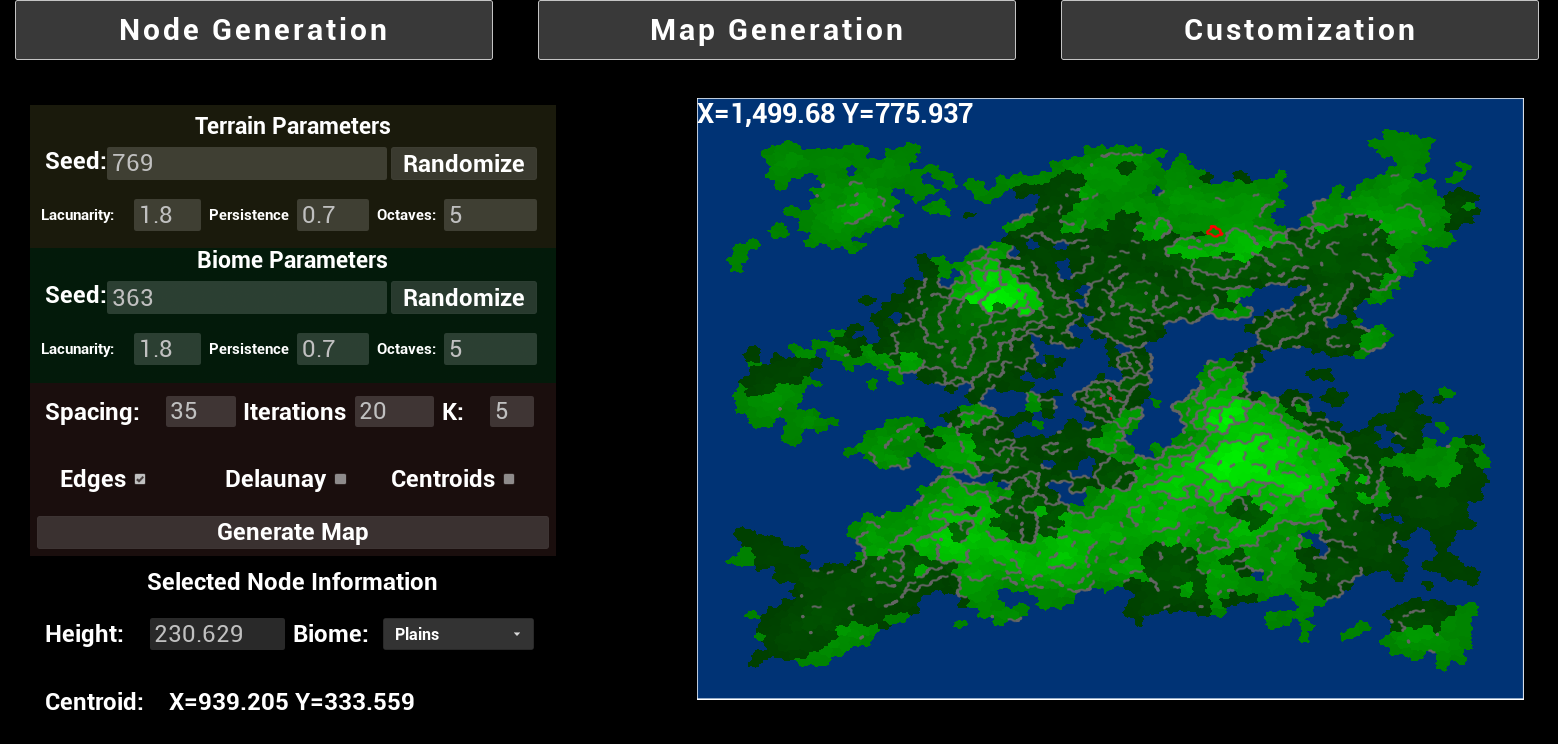 Node Generation
Map Generation
Customization
Terrain Parameters
Seed: 769 Randomize
Lacunarity: 1.8 Persistence 0.7 Octaves: 5
Biome Parameters
Seed: 363 Randomize
Lacunarity: 1.8 Persistence 0.7 Octaves: 5
Spacing: 35 Iterations 20 K: 5
Edges Delaunay Centroids
Generate Map
Selected Node Information
Height: 230.629 Biome: Plains
Centroid: X=939.205 Y=333.559
X=1,499.68 Y=775.937